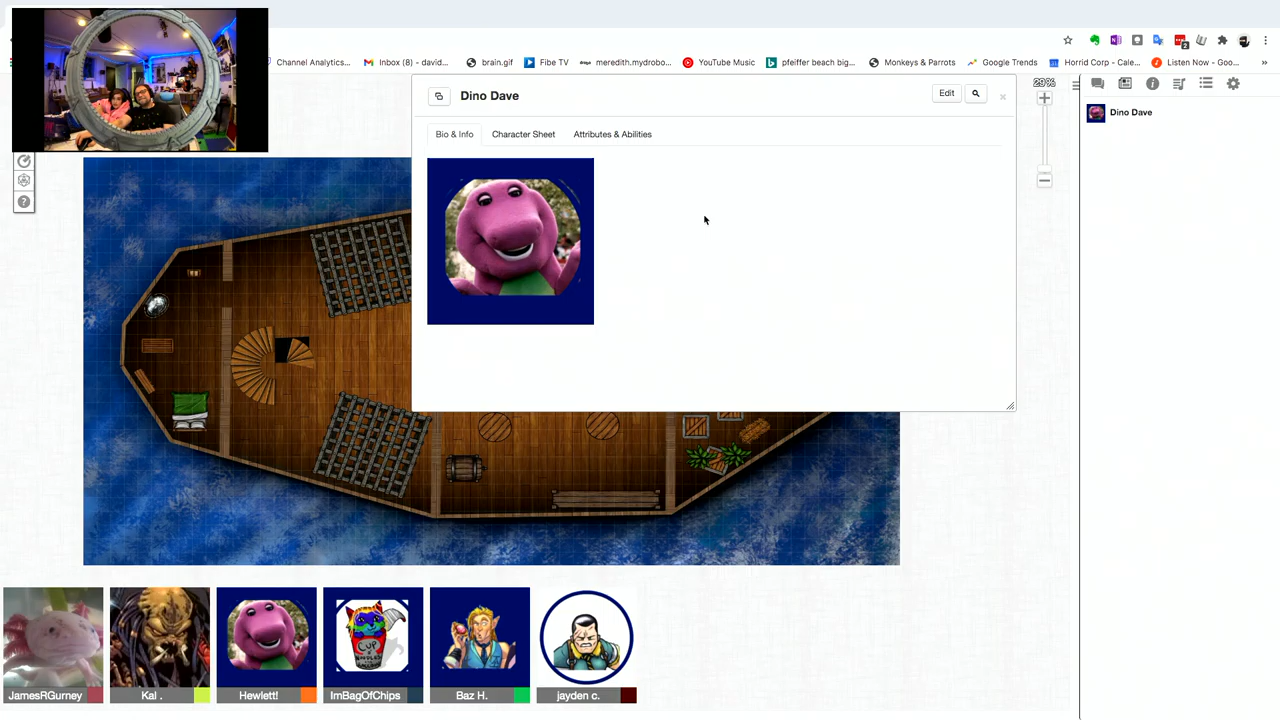 Channel Analytics...
Inbox (8) - david...
brain.gif
Fibe TV
meredith.mydrobo...
YouTube Music
pfeiffer beach big...
Monkeys & Parrots
Google Trends
Horrid Corp - Cale...
Listen Now - Goo...
»
2
29%
Dino Dave
Edit
Bio & Info
Character Sheet
Attributes & Abilities
Dino Dave
CUP
JamesRGurney
Kal .
Hewlett!
ImBagOfChips
Baz H.
jayden c.